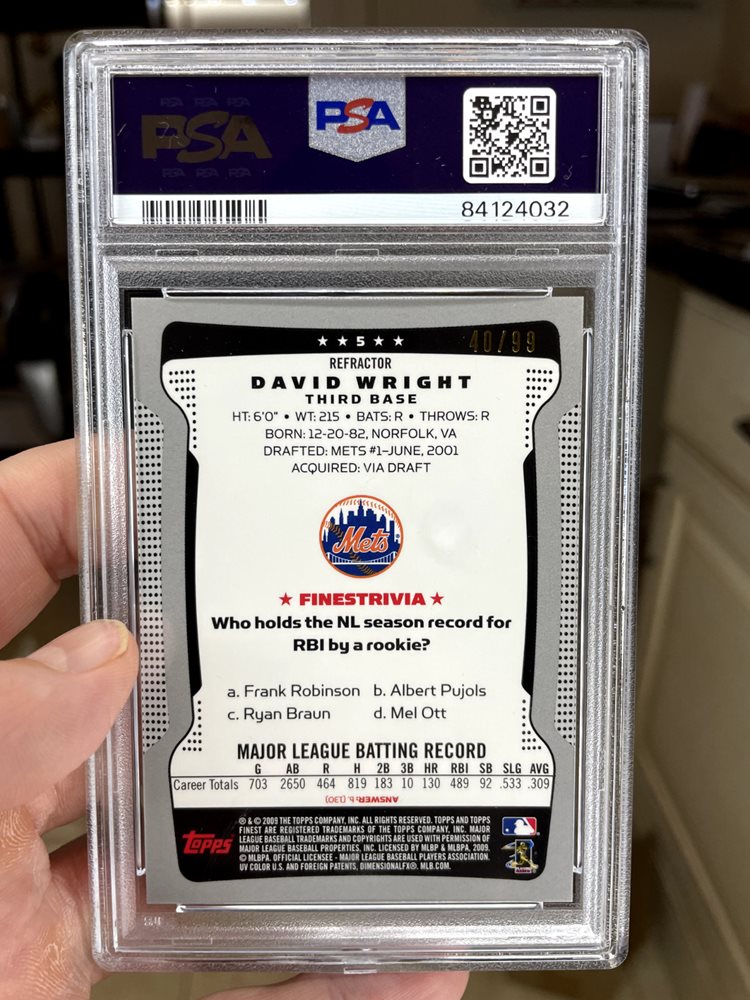 PSA PSA PSA
PSA
PSA PSA PSA
PSA
84124032
★ ★ 5 ★ ★
40/99
REFRACTOR
DAVID WRIGHT
THIRD BASE
HT: 6'0" • WT: 215 • BATS: R • THROWS: R
BORN: 12-20-82, NORFOLK, VA
DRAFTED: METS #1–JUNE, 2001
ACQUIRED: VIA DRAFT
Mets
★ FINESTRIVIA ★
Who holds the NL season record for
RBI by a rookie?
a. Frank Robinson b. Albert Pujols
c. Ryan Braun d. Mel Ott
MAJOR LEAGUE BATTING RECORD
G AB R H 2B 3B HR RBI SB SLG AVG
Career Totals 703 2650 464 819 183 10 130 489 92 .533 .309
ANSWER: b. (130)
topps
® & © 2009 THE TOPPS COMPANY, INC. ALL RIGHTS RESERVED. TOPPS AND TOPPS
FINEST ARE REGISTERED TRADEMARKS OF THE TOPPS COMPANY, INC. MAJOR
LEAGUE BASEBALL TRADEMARKS AND COPYRIGHTS ARE USED WITH PERMISSION OF
MAJOR LEAGUE BASEBALL PROPERTIES, INC. LICENSED BY MLBP & MLBPA, 2009.
© MLBPA. OFFICIAL LICENSEE - MAJOR LEAGUE BASEBALL PLAYERS ASSOCIATION.
UV COLOR U.S. AND FOREIGN PATENTS, DIMENSIONALFX®. MLB.COM.